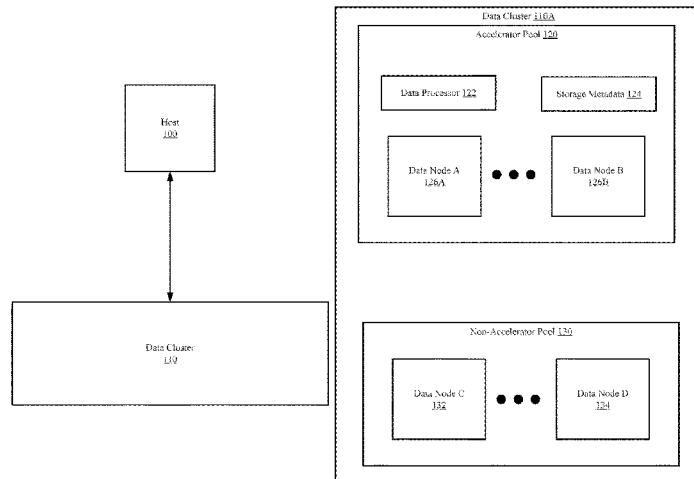 Host
100
Data Cluster
110
Data Cluster 110A
Accelerator Pool 120
Data Processor 122
Storage Metadata 124
Data Node A
126A
Data Node B
126B
Non-Accelerator Pool 130
Data Node C
132
Data Node D
134